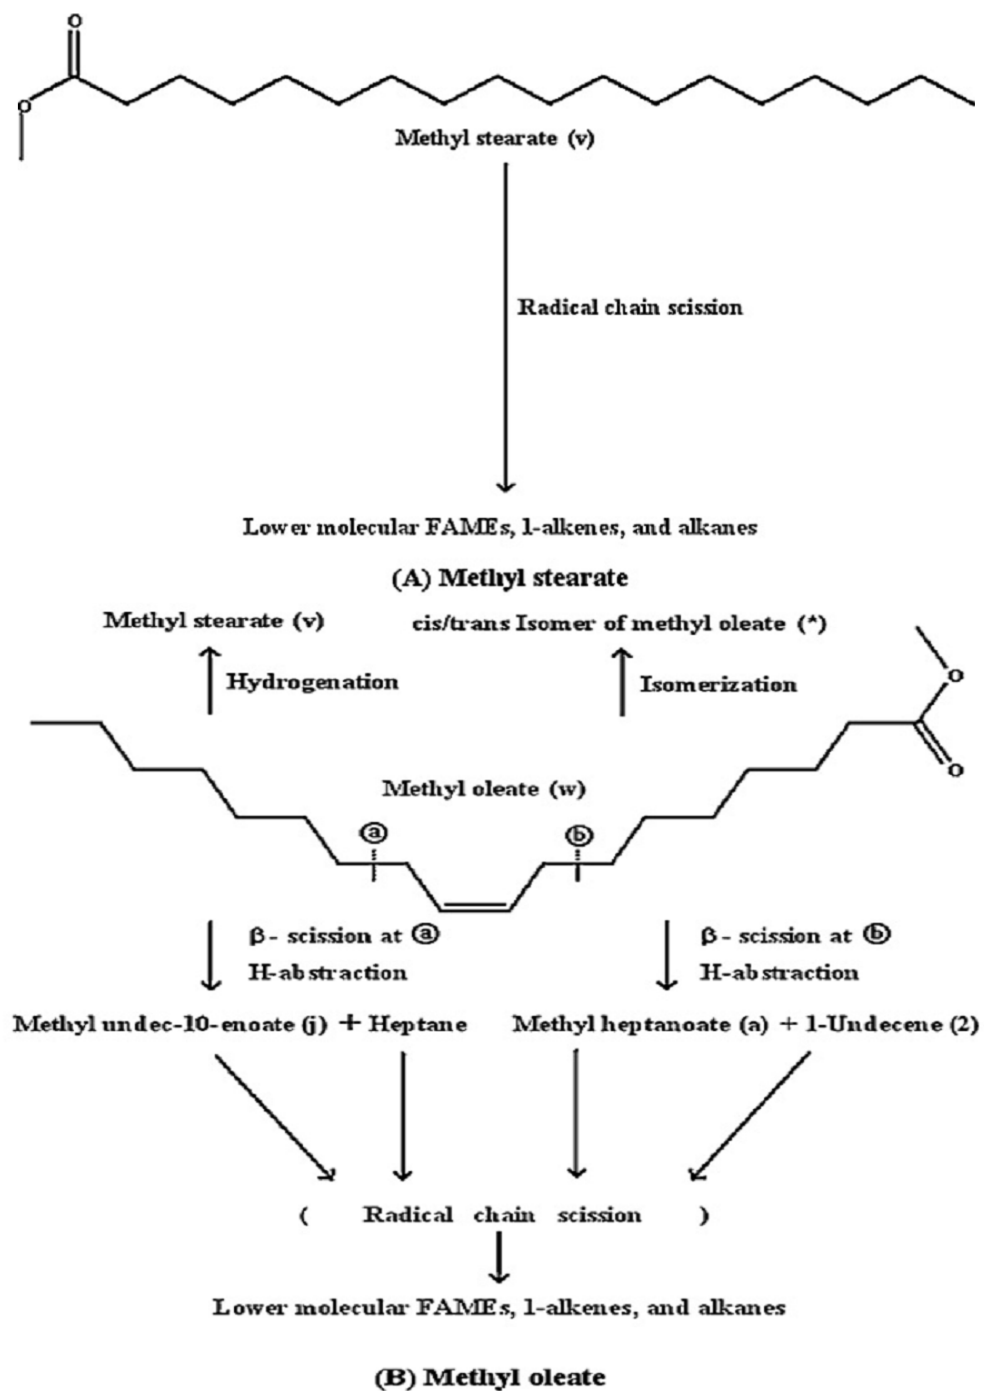 O
O
Methyl stearate (v)
Radical chain scission
Lower molecular FAMEs, 1-alkenes, and alkanes
(A) Methyl stearate
Methyl stearate (v) cis/trans Isomer of methyl oleate (*)
Hydrogenation Isomerization
O
O
Methyl oleate (w)
ⓐ ⓑ
β- scission at ⓐ β- scission at ⓑ
H-abstraction H-abstraction
Methyl undec-10-enoate (j) + Heptane Methyl heptanoate (a) + 1-Undecene (2)
( Radical chain scission )
Lower molecular FAMEs, 1-alkenes, and alkanes
(B) Methyl oleate